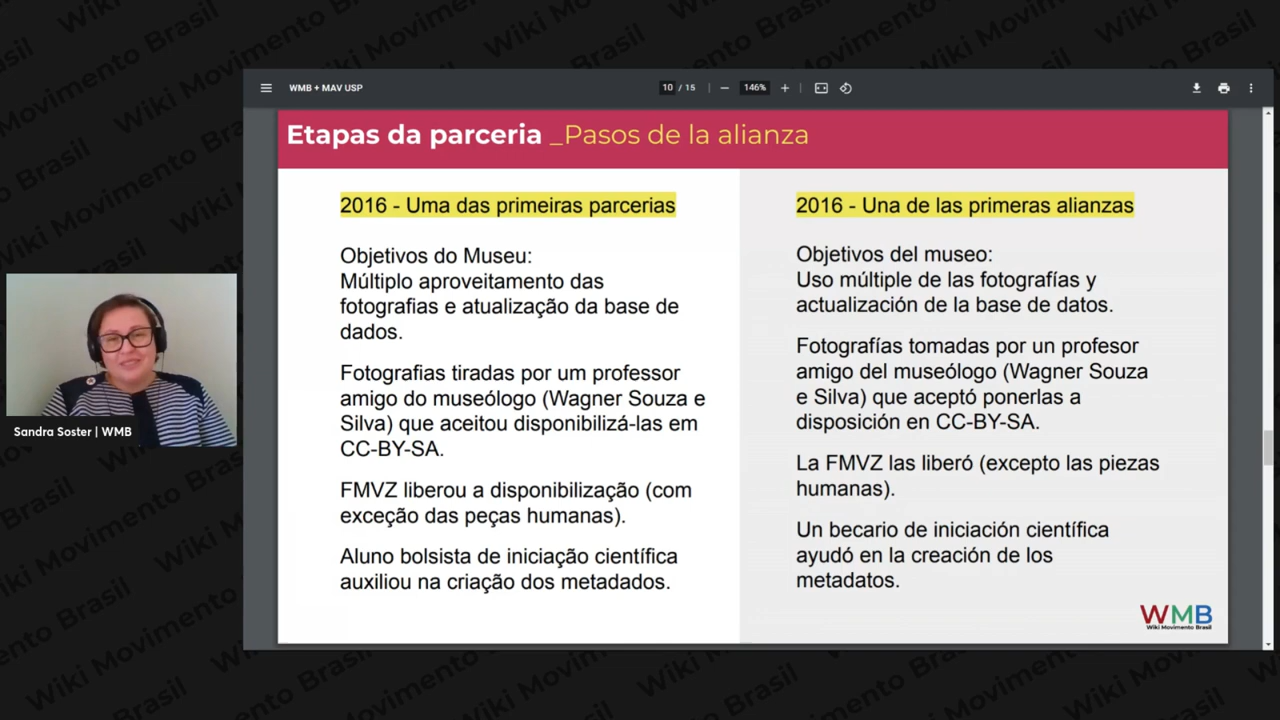 WMB + MAV USP
10 / 15
146%
Etapas da parceria _Pasos de la alianza
2016 - Uma das primeiras parcerias
Objetivos do Museu:
Múltiplo aproveitamento das
fotografias e atualização da base de
dados.
Fotografias tiradas por um professor
amigo do museólogo (Wagner Souza e
Silva) que aceitou disponibilizá-las em
CC-BY-SA.
FMVZ liberou a disponibilização (com
exceção das peças humanas).
Aluno bolsista de iniciação científica
auxiliou na criação dos metadados.
2016 - Una de las primeras alianzas
Objetivos del museo:
Uso múltiple de las fotografías y
actualización de la base de datos.
Fotografías tomadas por un profesor
amigo del museólogo (Wagner Souza
e Silva) que aceptó ponerlas a
disposición en CC-BY-SA.
La FMVZ las liberó (excepto las piezas
humanas).
Un becario de iniciación científica
ayudó en la creación de los
metadatos.
WMB
Wiki Movimento Brasil
Sandra Soster | WMB
Wiki Movimento Brasil